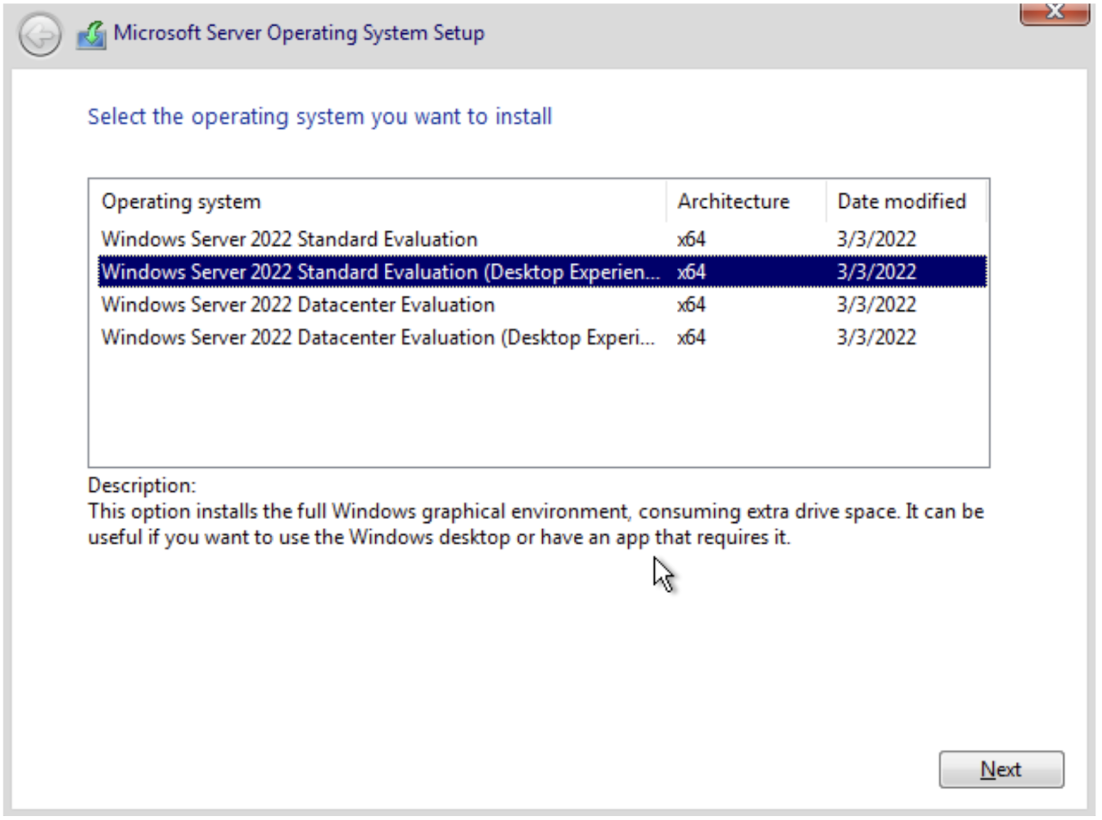 Microsoft Server Operating System Setup
Select the operating system you want to install
Operating system Architecture Date modified
Windows Server 2022 Standard Evaluation x64 3/3/2022
Windows Server 2022 Standard Evaluation (Desktop Experien... x64 3/3/2022
Windows Server 2022 Datacenter Evaluation x64 3/3/2022
Windows Server 2022 Datacenter Evaluation (Desktop Experi... x64 3/3/2022
Description:
This option installs the full Windows graphical environment, consuming extra drive space. It can be
useful if you want to use the Windows desktop or have an app that requires it.
Next